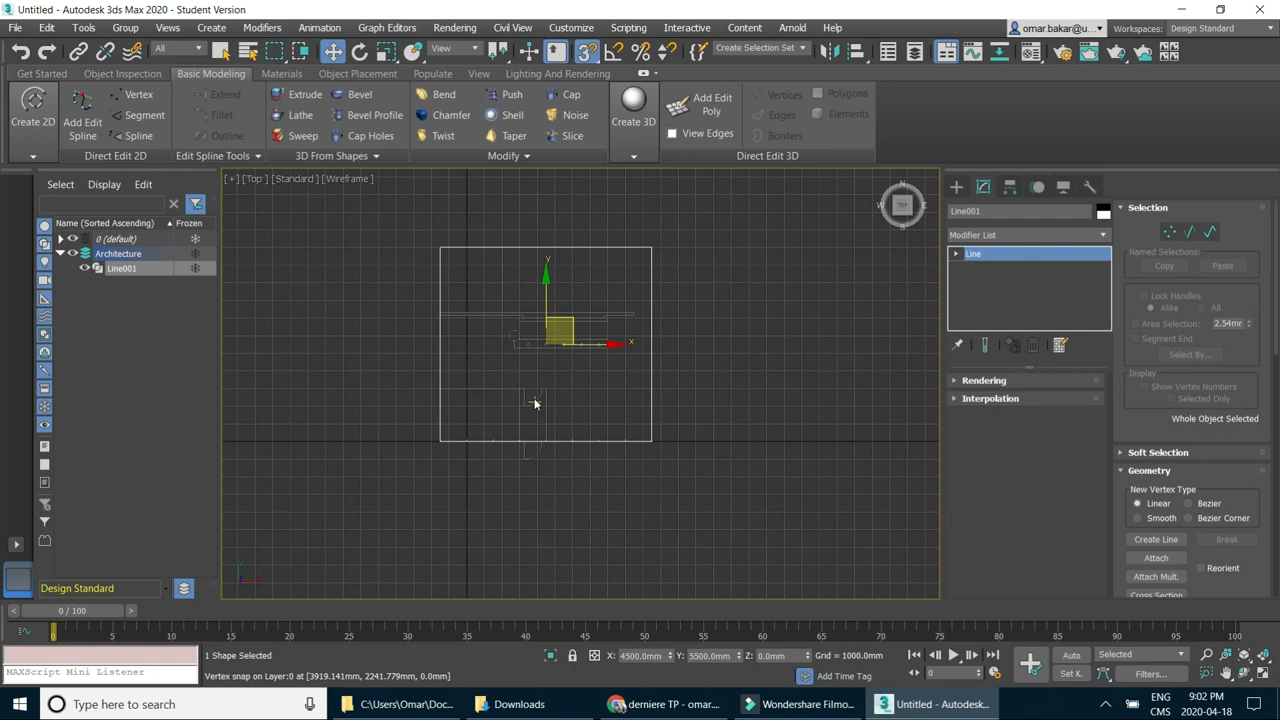 Untitled - Autodesk 3ds Max 2020 - Student Version
File Edit Tools Group Views Create Modifiers Animation Graph Editors Rendering Civil View Customize Scripting Interactive Content Arnold omar.bakar@u... Workspaces: Design Standard
All View Create Selection Set
Get Started Object Inspection Basic Modeling Materials Object Placement Populate View Lighting And Rendering
Create 2D
Add Edit Spline
Vertex
Segment
Spline
Direct Edit 2D
Extend
Fillet
Outline
Edit Spline Tools
Extrude Bevel
Lathe Bevel Profile
Sweep Cap Holes
3D From Shapes
Bend Push Cap
Chamfer Shell Noise
Twist Taper Slice
Modify
Create 3D
Add Edit Poly
View Edges
Vertices Polygons
Edges Elements
Borders
Direct Edit 3D
Select Display Edit
Name (Sorted Ascending) Frozen
0 (default)
Architecture
Line001
Design Standard
[+] [Top ] [Standard ] [Wireframe ]
N
W TOP E
S
y
x
Line001
Modifier List
Line
Rendering
Interpolation
Selection
Named Selections:
Copy Paste
Lock Handles
Alike All
Area Selection: 2.54mr
Segment End
Select By...
Display
Show Vertex Numbers
Selected Only
Whole Object Selected
Soft Selection
Geometry
New Vertex Type
Linear Bezier
Smooth Bezier Corner
Create Line Break
Attach Reorient
Attach Mult.
Cross Section
0 / 100
0 5 10 15 20 25 30 35 40 45 50 55 60 65 70 75 80 85 90 95 100
MAXScript Mini Listener
1 Shape Selected
Vertex snap on Layer:0 at [3919.141mm, 2241.779mm, 0.0mm]
X: 4500.0mm Y: 5500.0mm Z: 0.0mm Grid = 1000.0mm
Add Time Tag
0
Auto Selected
Set K. Filters...
Type here to search
C:\Users\Omar\Doc...
Downloads
derniere TP - omar....
Wondershare Filmo...
Untitled - Autodesk...
ENG
CMS
9:02 PM
2020-04-18